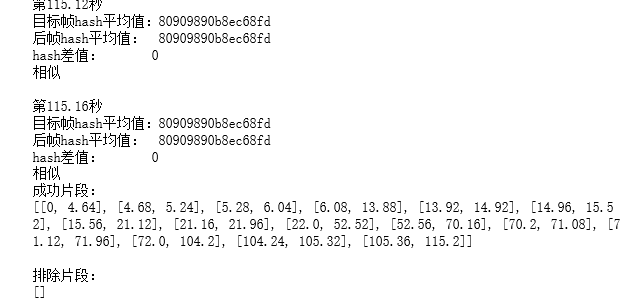 第115.12秒
目标帧hash平均值：80909890b8ec68fd
后帧hash平均值： 80909890b8ec68fd
hash差值： 0
相似
第115.16秒
目标帧hash平均值：80909890b8ec68fd
后帧hash平均值： 80909890b8ec68fd
hash差值： 0
相似
成功片段：
[[0, 4.64], [4.68, 5.24], [5.28, 6.04], [6.08, 13.88], [13.92, 14.92], [14.96, 15.5
2], [15.56, 21.12], [21.16, 21.96], [22.0, 52.52], [52.56, 70.16], [70.2, 71.08], [7
1.12, 71.96], [72.0, 104.2], [104.24, 105.32], [105.36, 115.2]]
排除片段：
[]